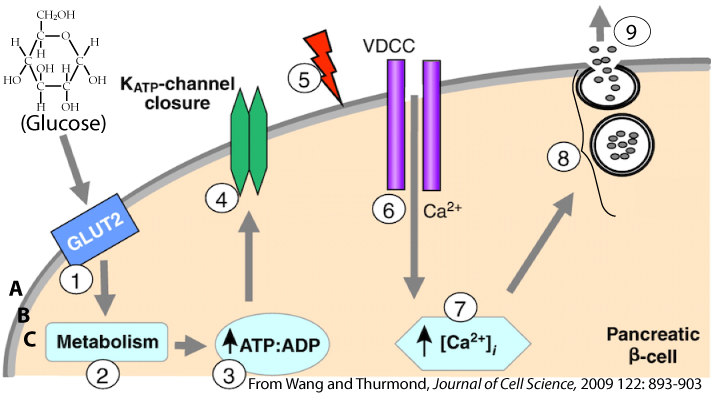 CH₂OH
C O
H H H
C H C
HO OH H OH
C C
H OH
(Glucose)
K_ATP-channel
closure
5
VDCC
9
GLUT2
1
4
6
Ca²⁺
8
7
A
B
C
Metabolism
2
ATP:ADP
3
[Ca²⁺]i
Pancreatic
β-cell
From Wang and Thurmond, Journal of Cell Science, 2009 122: 893-903